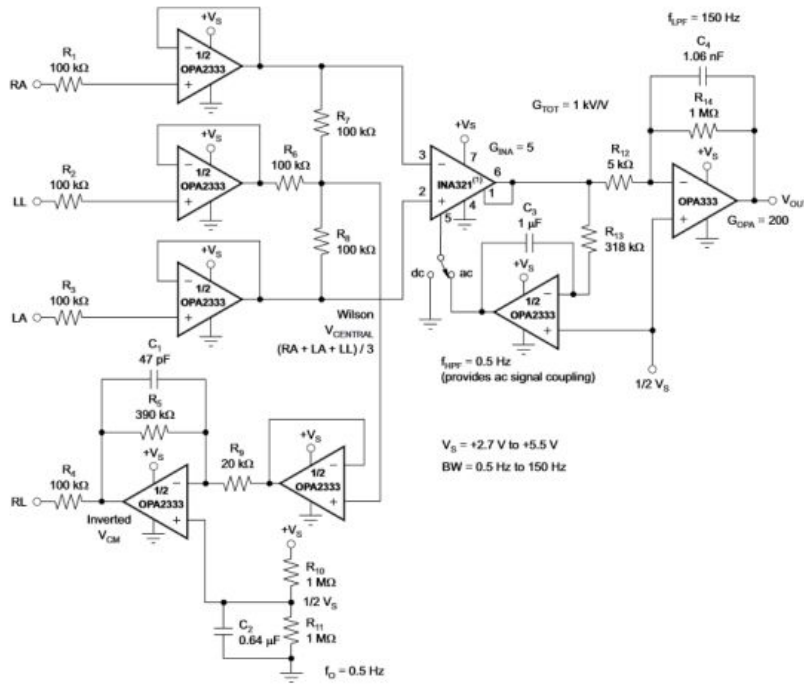 +VS
R1
100 kΩ
RA
1/2
OPA2333
−
+
+VS
R2
100 kΩ
LL
1/2
OPA2333
−
+
R6
100 kΩ
R7
100 kΩ
R8
100 kΩ
+VS
R3
100 kΩ
LA
1/2
OPA2333
−
+
Wilson
VCENTRAL
(RA + LA + LL) / 3
+VS
GINA = 5
3
2
−
+
7
INA321(1)
6
1
4
5
dc
ac
GTOT = 1 kV/V
fLPF = 150 Hz
C4
1.06 nF
R14
1 MΩ
R12
5 kΩ
+VS
−
+
OPA333
VOUT
GOPA = 200
C3
1 µF
R13
318 kΩ
+VS
1/2
OPA2333
−
+
1/2 VS
fHPF = 0.5 Hz
(provides ac signal coupling)
VS = +2.7 V to +5.5 V
BW = 0.5 Hz to 150 Hz
C1
47 pF
R5
390 kΩ
R4
100 kΩ
RL
Inverted
VCM
+VS
1/2
OPA2333
−
+
R9
20 kΩ
+VS
1/2
OPA2333
−
+
+VS
R10
1 MΩ
1/2 VS
C2
0.64 µF
R11
1 MΩ
fO = 0.5 Hz